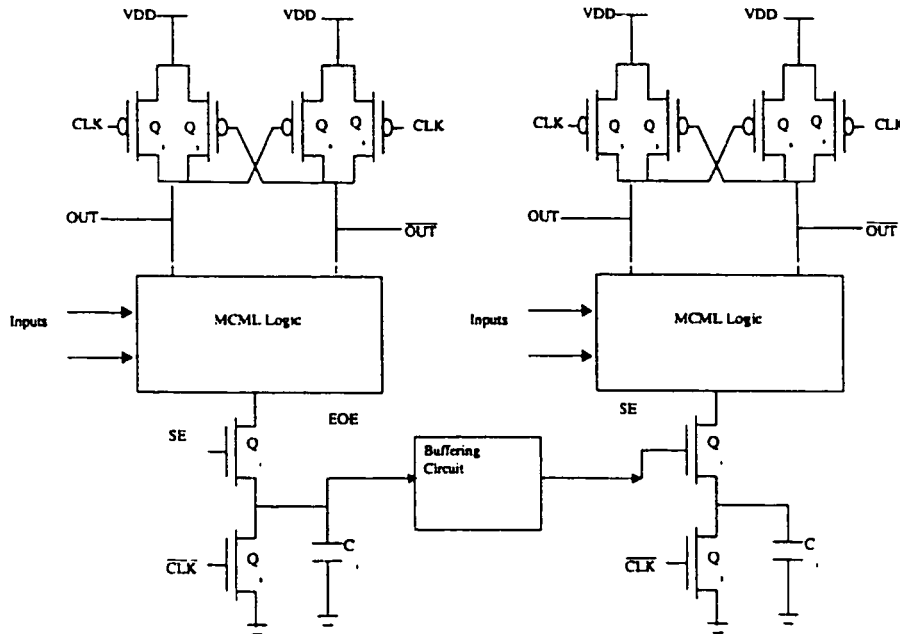 VDD VDD VDD VDD
CLK Q Q Q Q CLK CLK Q Q Q Q CLK
OUT OUT OUT OUT
Inputs MCML Logic Inputs MCML Logic
SE Q EOE SE Q
Buffering
Circuit
CLK Q C CLK Q C